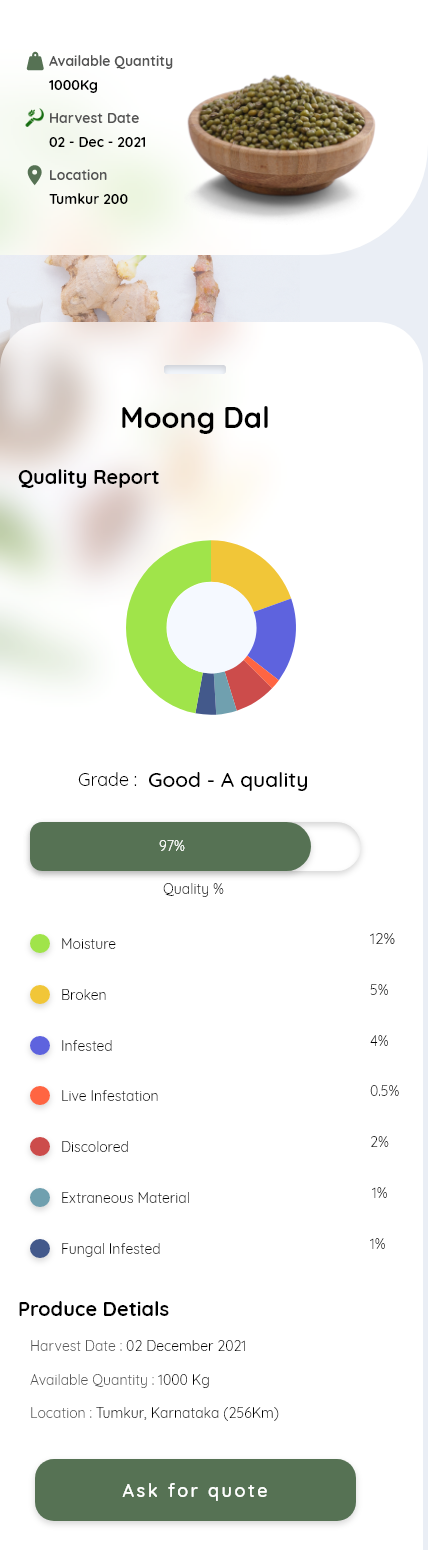 Available Quantity
1000Kg
Harvest Date
02 - Dec - 2021
Location
Tumkur 200
Moong Dal
Quality Report
Grade : Good - A quality
97%
Quality %
Moisture 12%
Broken 5%
Infested 4%
Live Infestation 0.5%
Discolored 2%
Extraneous Material 1%
Fungal Infested 1%
Produce Detials
Harvest Date : 02 December 2021
Available Quantity : 1000 Kg
Location : Tumkur, Karnataka (256Km)
Ask for quote